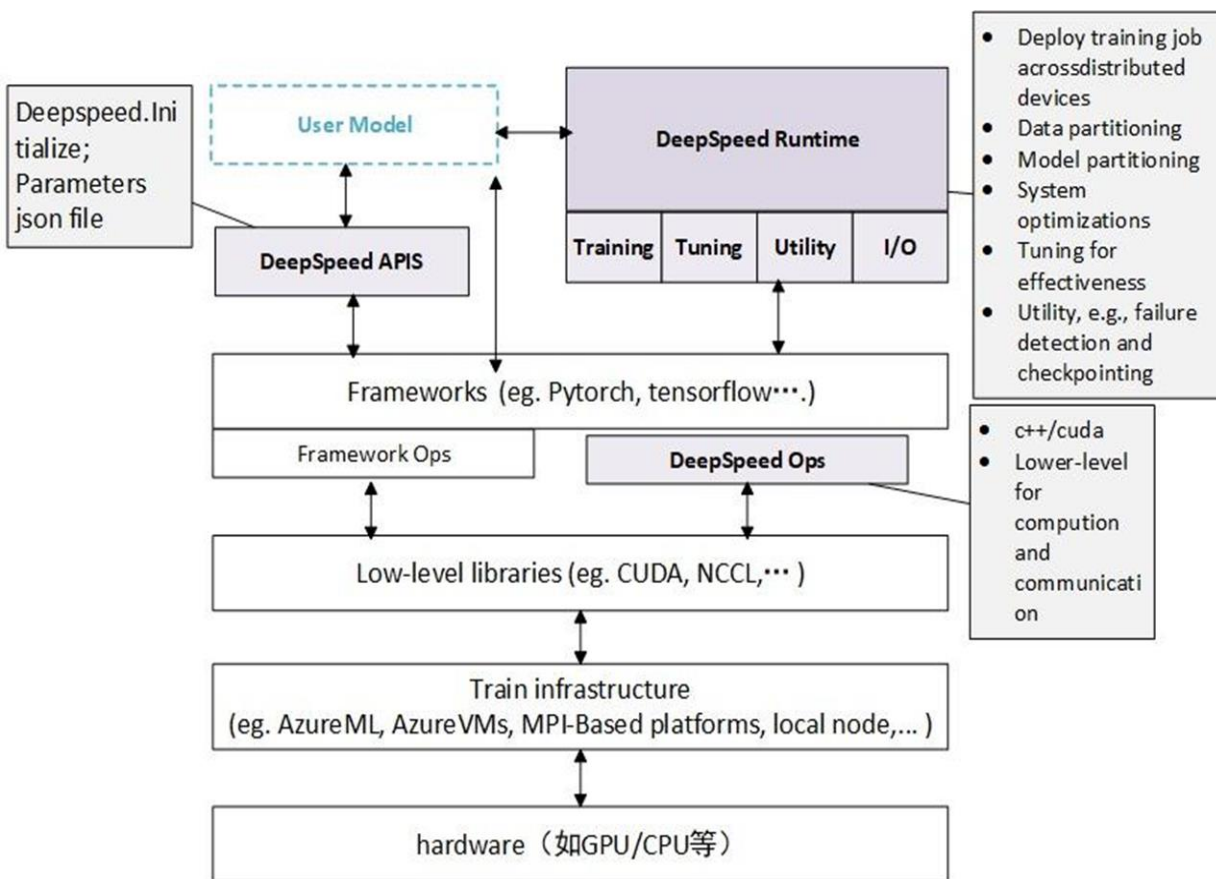 Deepspeed.Ini
tialize;
Parameters
json file
User Model
DeepSpeed APIS
DeepSpeed Runtime
Training
Tuning
Utility
I/O
• Deploy training job
acrossdistributed
devices
• Data partitioning
• Model partitioning
• System
optimizations
• Tuning for
effectiveness
• Utility, e.g., failure
detection and
checkpointing
Frameworks (eg. Pytorch, tensorflow⋯.)
Framework Ops
DeepSpeed Ops
• c++/cuda
• Lower-level
for
compution
and
communicati
on
Low-level libraries (eg. CUDA, NCCL,⋯ )
Train infrastructure
(eg. AzureML, AzureVMs, MPI-Based platforms, local node,... )
hardware（如GPU/CPU等）